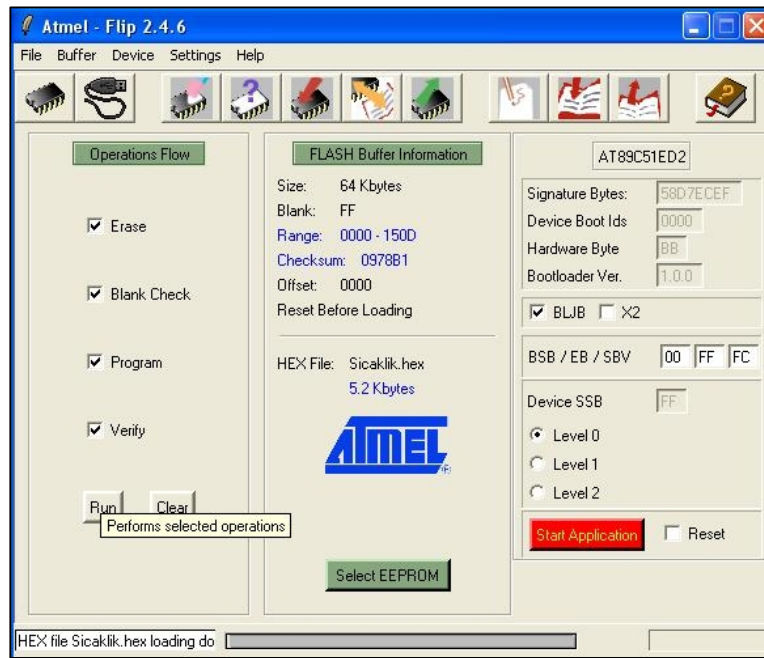 Atmel - Flip 2.4.6
File Buffer Device Settings Help
Operations Flow
Erase
Blank Check
Program
Verify
Run Clear
Performs selected operations
FLASH Buffer Information
Size: 64 Kbytes
Blank: FF
Range: 0000 - 150D
Checksum: 0978B1
Offset: 0000
Reset Before Loading
HEX File: Sicaklik.hex
5.2 Kbytes
ATMEL
Select EEPROM
AT89C51ED2
Signature Bytes: 58D7ECEF
Device Boot Ids 0000
Hardware Byte BB
Bootloader Ver. 1.0.0
BLJB X2
BSB / EB / SBV 00 FF FC
Device SSB FF
Level 0
Level 1
Level 2
Start Application Reset
HEX file Sicaklik.hex loading do